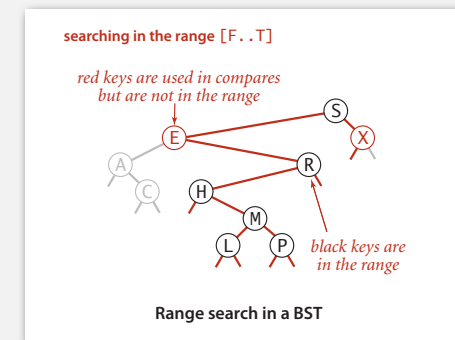 searching in the range [F..T]
red keys are used in compares
but are not in the range
S
E
X
A
R
C
H
M
L
P
black keys are
in the range
Range search in a BST